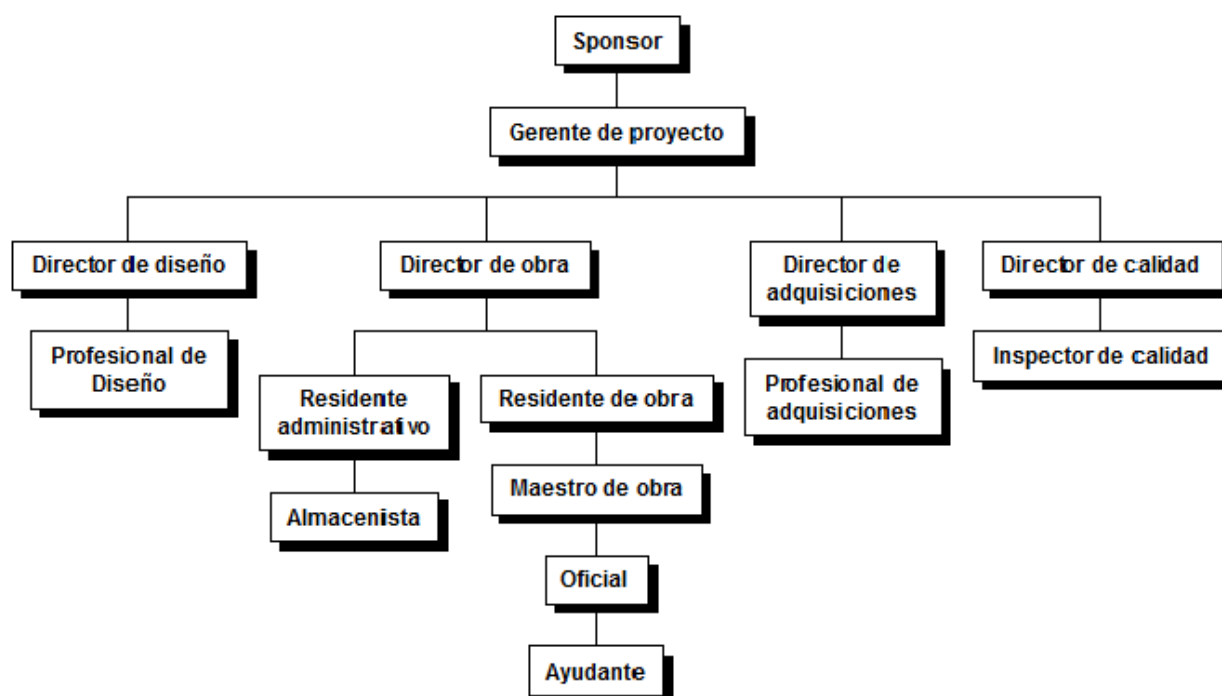 Sponsor
Gerente de proyecto
Director de diseño
Director de obra
Director de
adquisiciones
Director de calidad
Profesional de
Diseño
Residente
administrativo
Residente de obra
Profesional de
adquisiciones
Inspector de calidad
Almacenista
Maestro de obra
Oficial
Ayudante